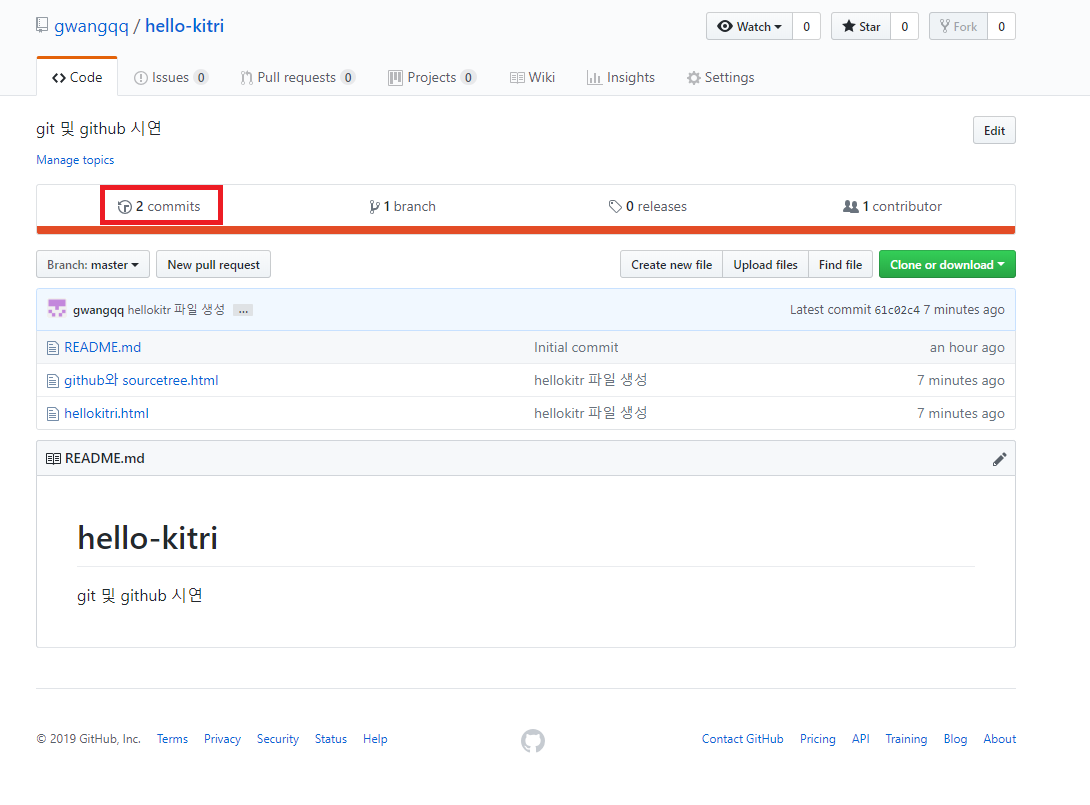 gwangqq / hello-kitri Watch 0 Star 0 Fork 0
Code Issues 0 Pull requests 0 Projects 0 Wiki Insights Settings
git 및 github 시연 Edit
Manage topics
2 commits 1 branch 0 releases 1 contributor
Branch: master New pull request Create new file Upload files Find file Clone or download
gwangqq hellokitr 파일 생성 ... Latest commit 61c02c4 7 minutes ago
README.md Initial commit an hour ago
github와 sourcetree.html hellokitr 파일 생성 7 minutes ago
hellokitri.html hellokitr 파일 생성 7 minutes ago
README.md
hello-kitri
git 및 github 시연
© 2019 GitHub, Inc. Terms Privacy Security Status Help Contact GitHub Pricing API Training Blog About